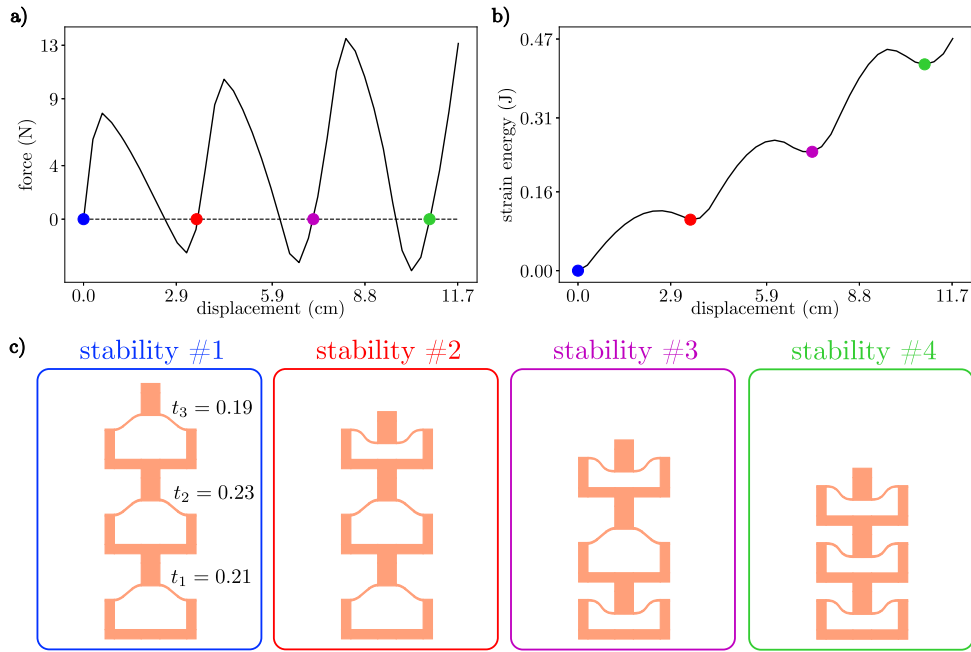 a)
13
9
4
0
force (N)
0.0 2.9 5.9 8.8 11.7
displacement (cm)
b)
0.47
0.31
0.16
0.00
strain energy (J)
0.0 2.9 5.9 8.8 11.7
displacement (cm)
c)
stability #1
t₃ = 0.19
t₂ = 0.23
t₁ = 0.21
stability #2
stability #3
stability #4